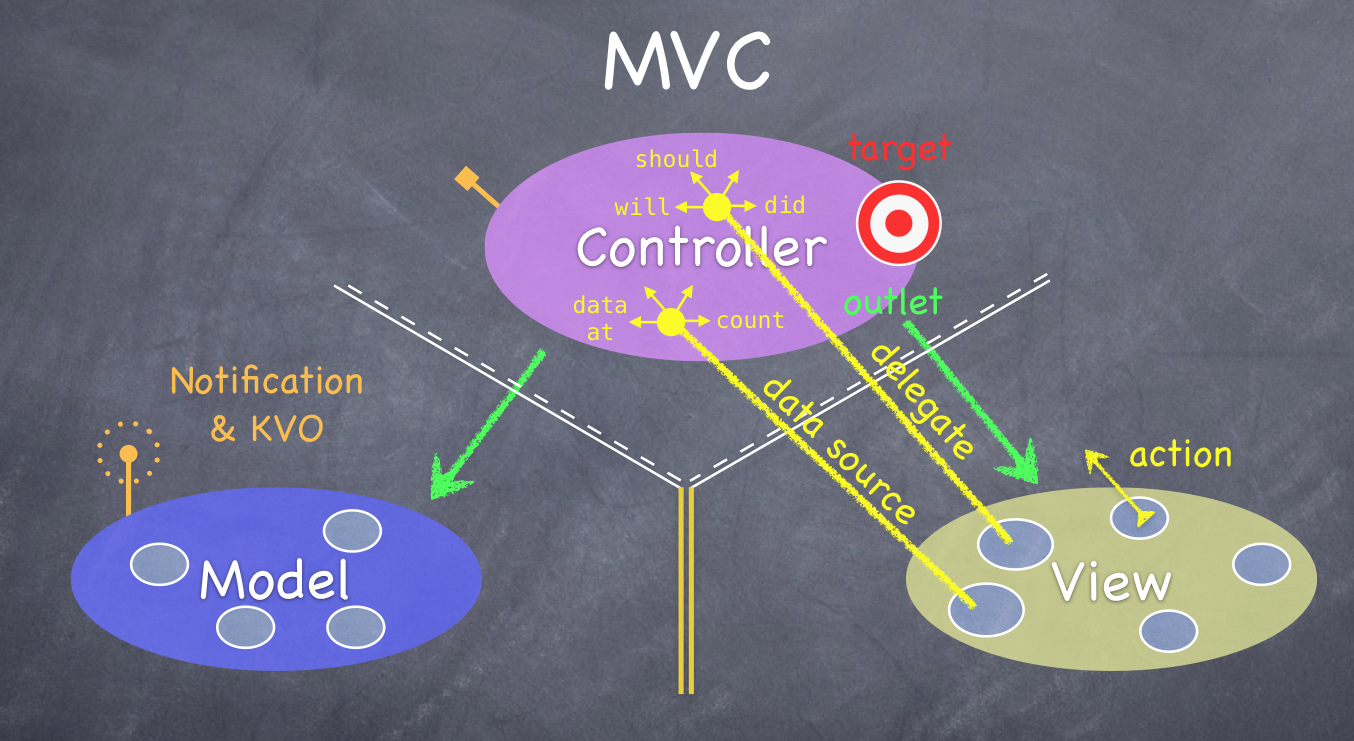 MVC
should
target
will
did
Controller
data
at
count
outlet
Notification
& KVO
delegate
data source
action
Model
View